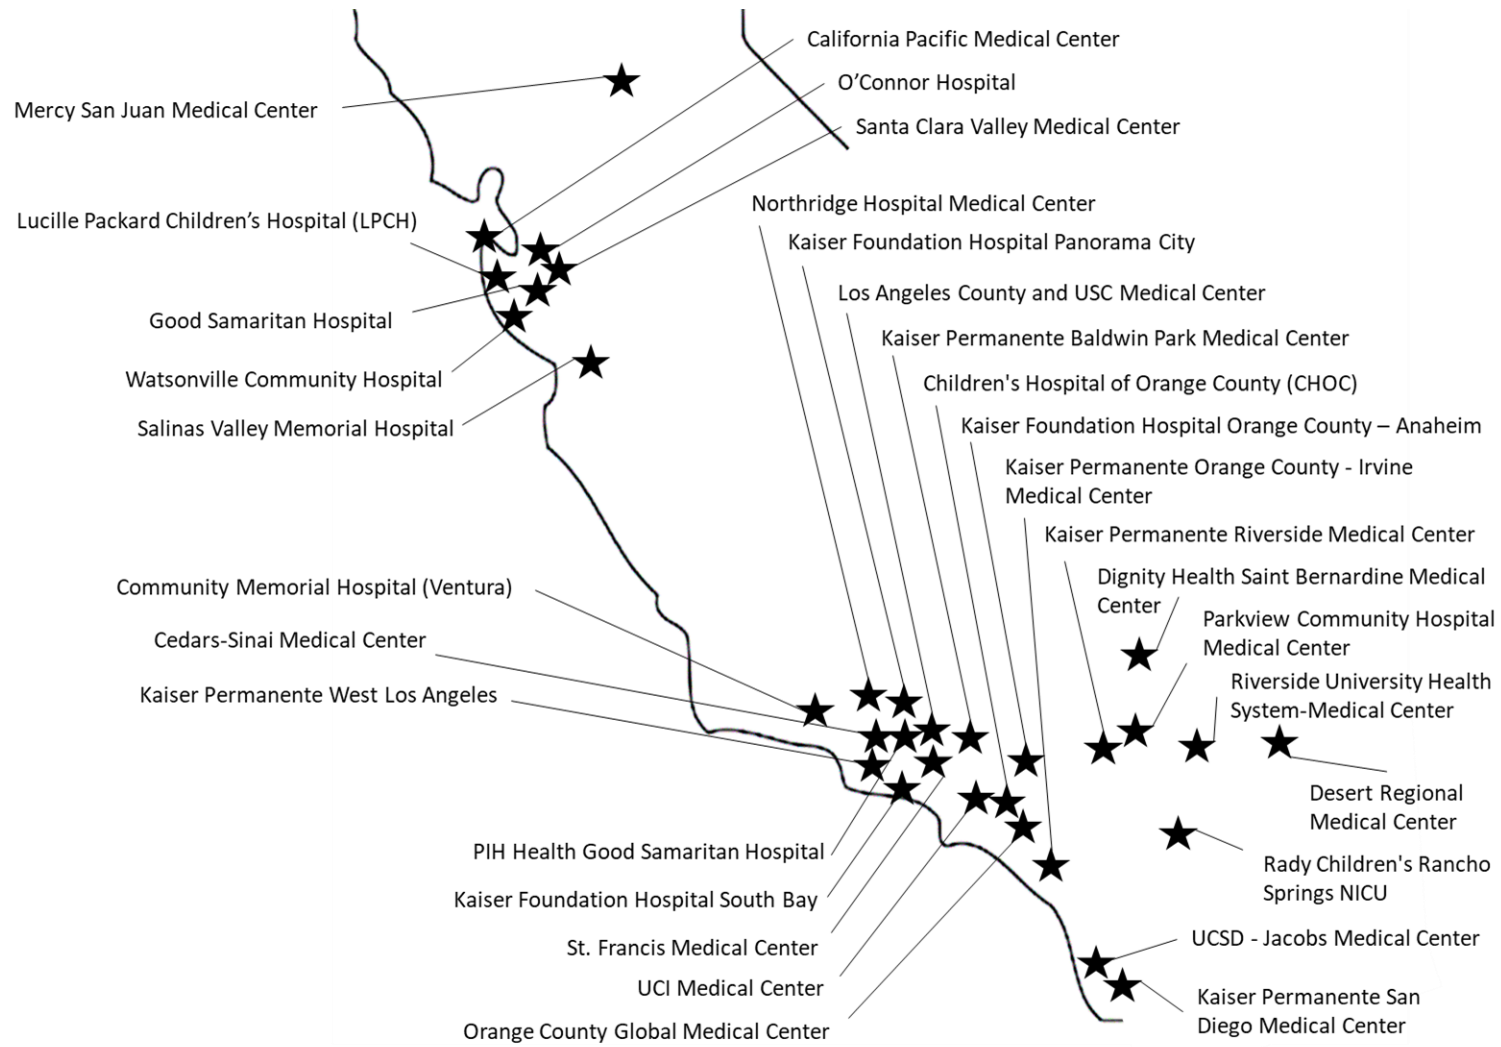 California Pacific Medical Center
O’Connor Hospital
Mercy San Juan Medical Center
Santa Clara Valley Medical Center
Northridge Hospital Medical Center
Lucille Packard Children’s Hospital (LPCH)
Kaiser Foundation Hospital Panorama City
Los Angeles County and USC Medical Center
Good Samaritan Hospital
Kaiser Permanente Baldwin Park Medical Center
Watsonville Community Hospital
Children's Hospital of Orange County (CHOC)
Salinas Valley Memorial Hospital
Kaiser Foundation Hospital Orange County – Anaheim
Kaiser Permanente Orange County - Irvine
Medical Center
Kaiser Permanente Riverside Medical Center
Dignity Health Saint Bernardine Medical
Center
Community Memorial Hospital (Ventura)
Parkview Community Hospital
Medical Center
Cedars-Sinai Medical Center
Riverside University Health
System-Medical Center
Kaiser Permanente West Los Angeles
Desert Regional
Medical Center
PIH Health Good Samaritan Hospital
Rady Children's Rancho
Springs NICU
Kaiser Foundation Hospital South Bay
UCSD - Jacobs Medical Center
St. Francis Medical Center
UCI Medical Center
Kaiser Permanente San
Diego Medical Center
Orange County Global Medical Center